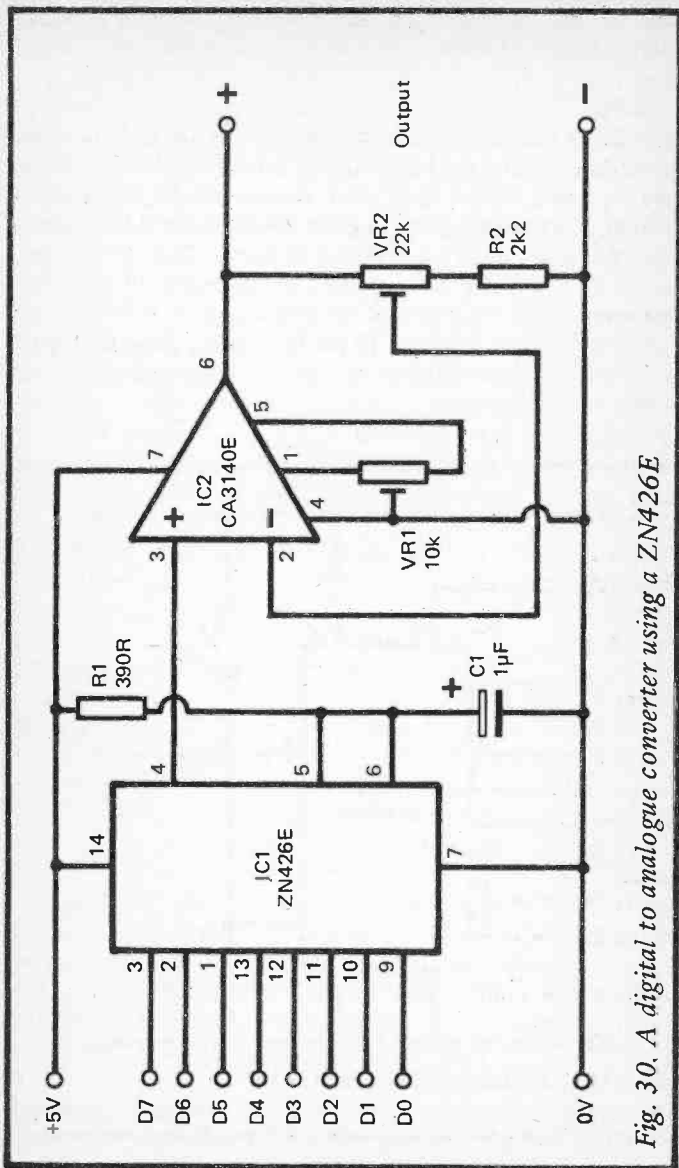 +5V
D7
D6
D5
D4
D3
D2
D1
D0
0V
3
2
1
13
12
11
10
9
14
IC1
ZN426E
4
5
6
7
R1
390R
+
C1
1μF
3
2
+
−
IC2
CA3140E
7
6
5
1
4
VR1
10k
VR2
22k
R2
2k2
+
Output
−
Fig. 30. A digital to analogue converter using a ZN426E